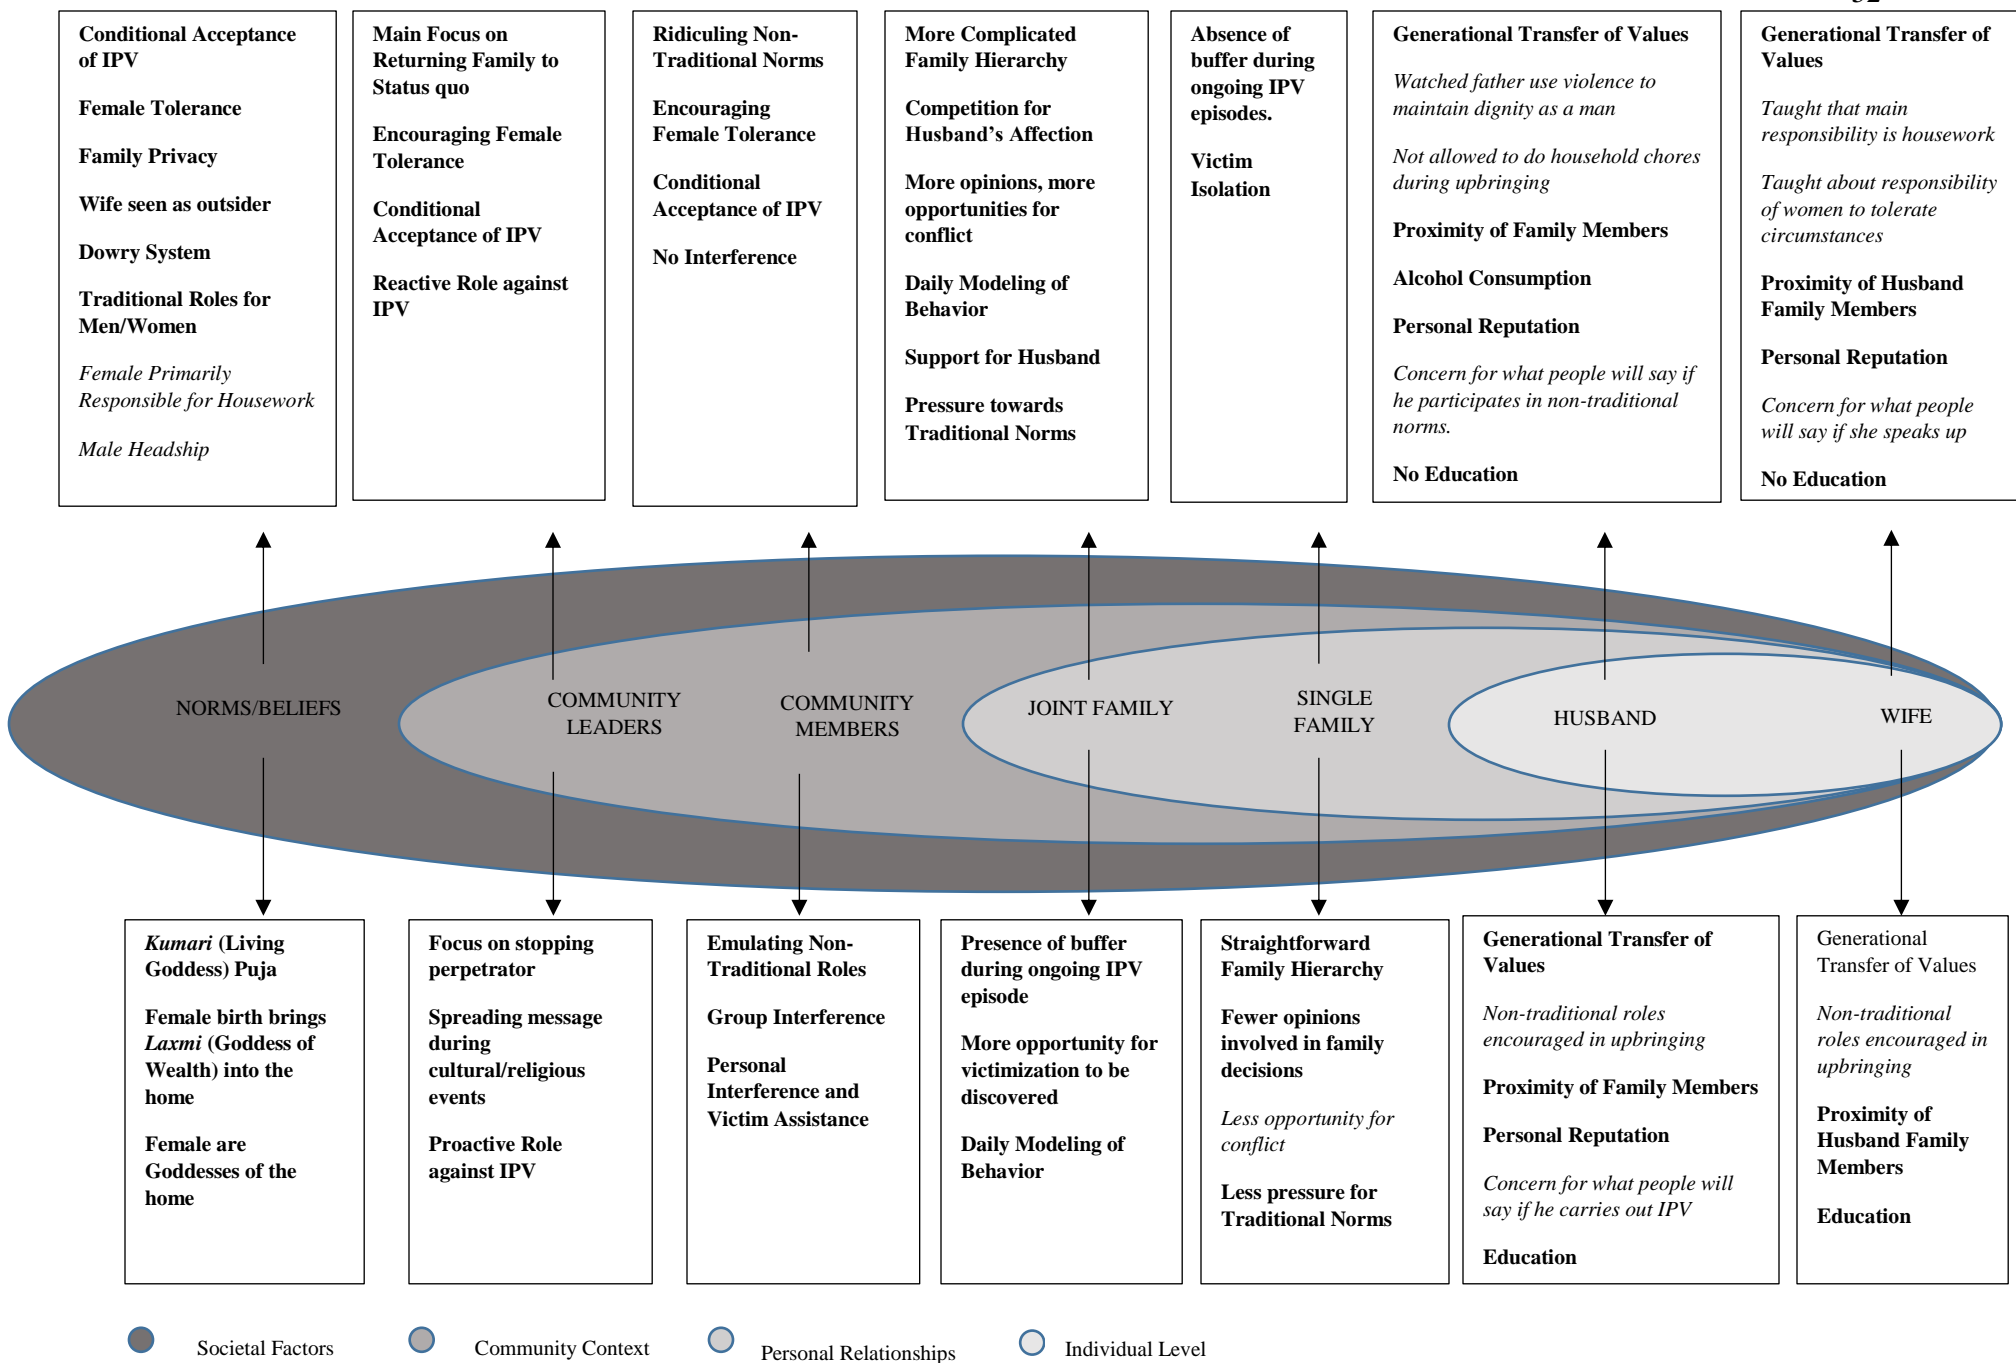 Conditional Acceptance
of IPV
Female Tolerance
Family Privacy
Wife seen as outsider
Dowry System
Traditional Roles for
Men/Women
Female Primarily
Responsible for Housework
Male Headship
Main Focus on
Returning Family to
Status quo
Encouraging Female
Tolerance
Conditional
Acceptance of IPV
Reactive Role against
IPV
Ridiculing Non-
Traditional Norms
Encouraging
Female Tolerance
Conditional
Acceptance of IPV
No Interference
More Complicated
Family Hierarchy
Competition for
Husband’s Affection
More opinions, more
opportunities for
conflict
Daily Modeling of
Behavior
Support for Husband
Pressure towards
Traditional Norms
Absence of
buffer during
ongoing IPV
episodes.
Victim
Isolation
Generational Transfer of Values
Watched father use violence to
maintain dignity as a man
Not allowed to do household chores
during upbringing
Proximity of Family Members
Alcohol Consumption
Personal Reputation
Concern for what people will say if
he participates in non-traditional
norms.
No Education
Generational Transfer of
Values
Taught that main
responsibility is housework
Taught about responsibility
of women to tolerate
circumstances
Proximity of Husband
Family Members
Personal Reputation
Concern for what people
will say if she speaks up
No Education
NORMS/BELIEFS
COMMUNITY
LEADERS
COMMUNITY
MEMBERS
JOINT FAMILY
SINGLE
FAMILY
HUSBAND
WIFE
Kumari (Living
Goddess) Puja
Female birth brings
Laxmi (Goddess of
Wealth) into the
home
Female are
Goddesses of the
home
Focus on stopping
perpetrator
Spreading message
during
cultural/religious
events
Proactive Role
against IPV
Emulating Non-
Traditional Roles
Group Interference
Personal
Interference and
Victim Assistance
Presence of buffer
during ongoing IPV
episode
More opportunity for
victimization to be
discovered
Daily Modeling of
Behavior
Straightforward
Family Hierarchy
Fewer opinions
involved in family
decisions
Less opportunity for
conflict
Less pressure for
Traditional Norms
Generational Transfer of
Values
Non-traditional roles
encouraged in upbringing
Proximity of Family Members
Personal Reputation
Concern for what people will
say if he carries out IPV
Education
Generational
Transfer of Values
Non-traditional
roles encouraged in
upbringing
Proximity of
Husband Family
Members
Education
Societal Factors
Community Context
Personal Relationships
Individual Level